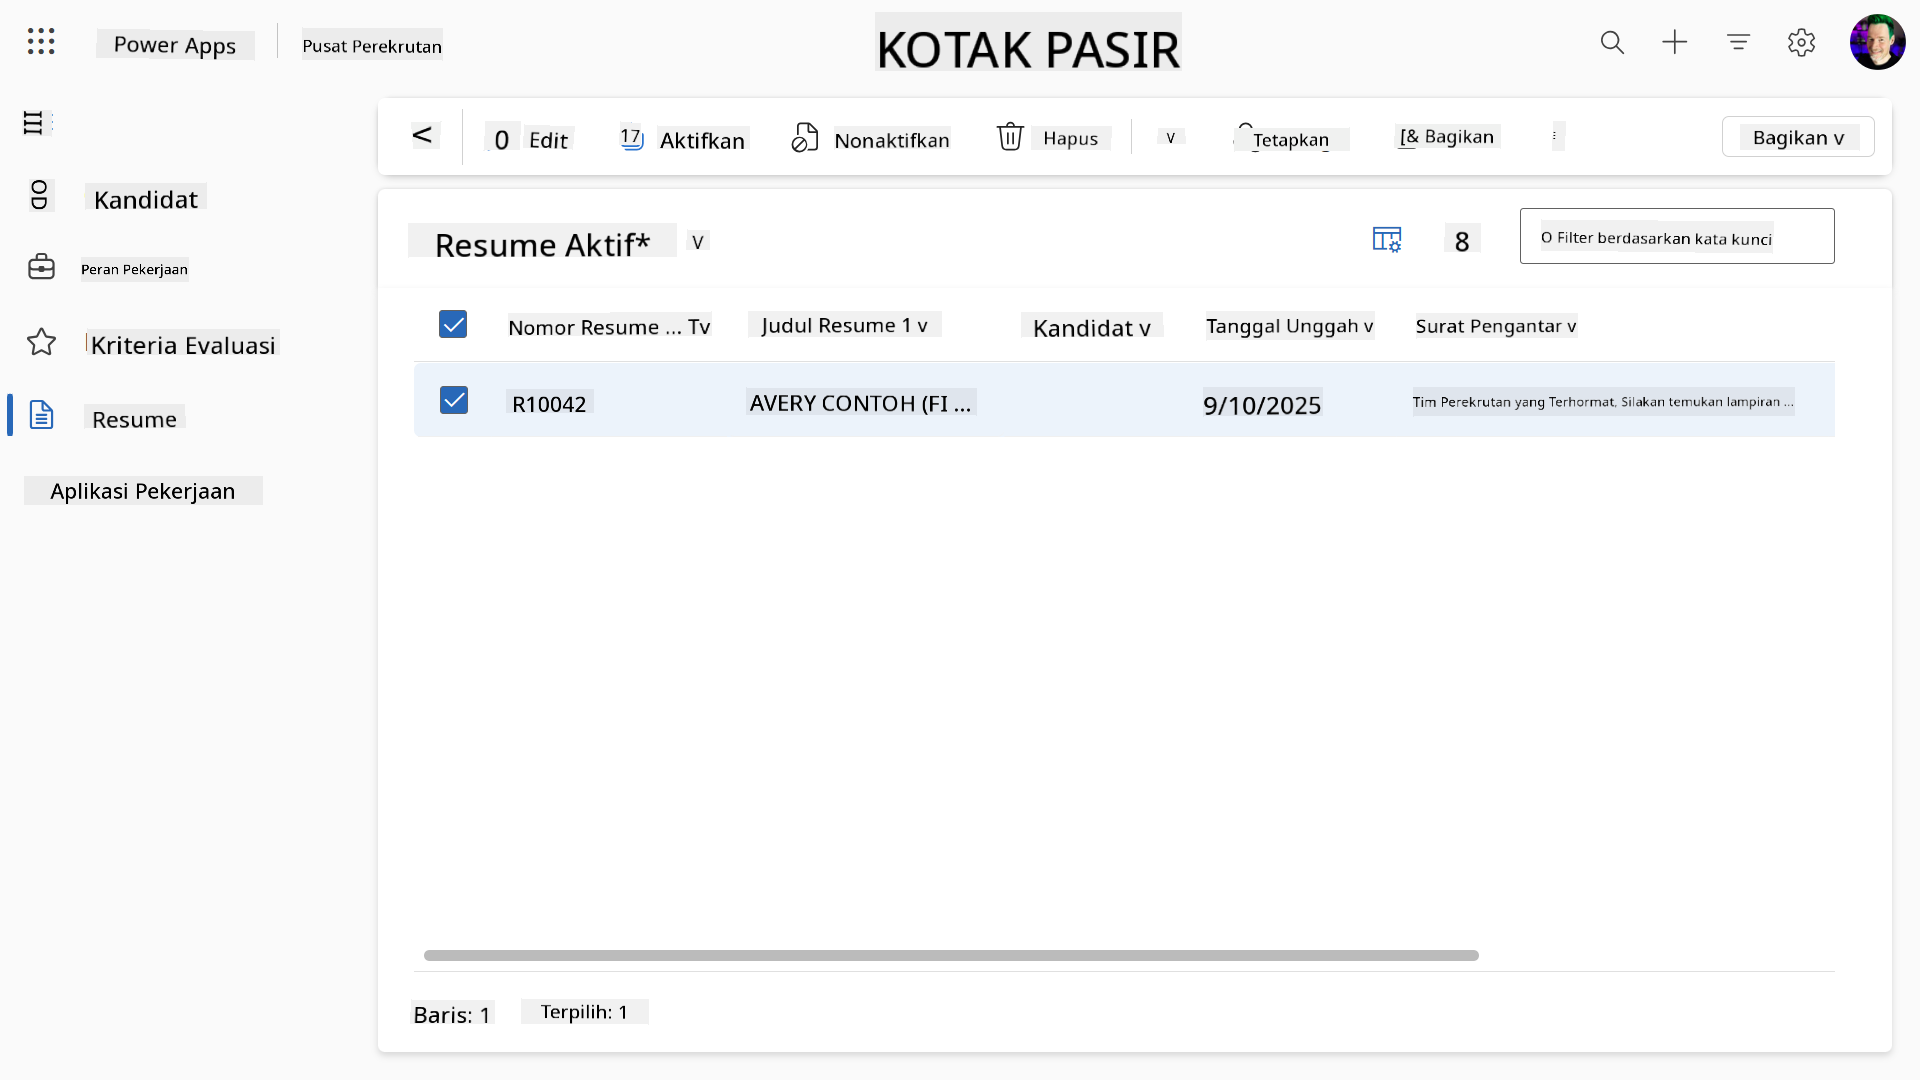 Power Apps
Pusat Perekrutan
KOTAK PASIR
< 0 Edit 17 Aktifkan Nonaktifkan Hapus v Tetapkan [& Bagikan Bagikan v
Kandidat
Peran Pekerjaan
Kriteria Evaluasi
Resume
Aplikasi Pekerjaan
Resume Aktif* v
8
O Filter berdasarkan kata kunci
Nomor Resume ... Tv Judul Resume 1 v Kandidat v Tanggal Unggah v Surat Pengantar v
R10042 AVERY CONTOH (FI ... 9/10/2025 Tim Perekrutan yang Terhormat, Silakan temukan lampiran ...
Baris: 1 Terpilih: 1